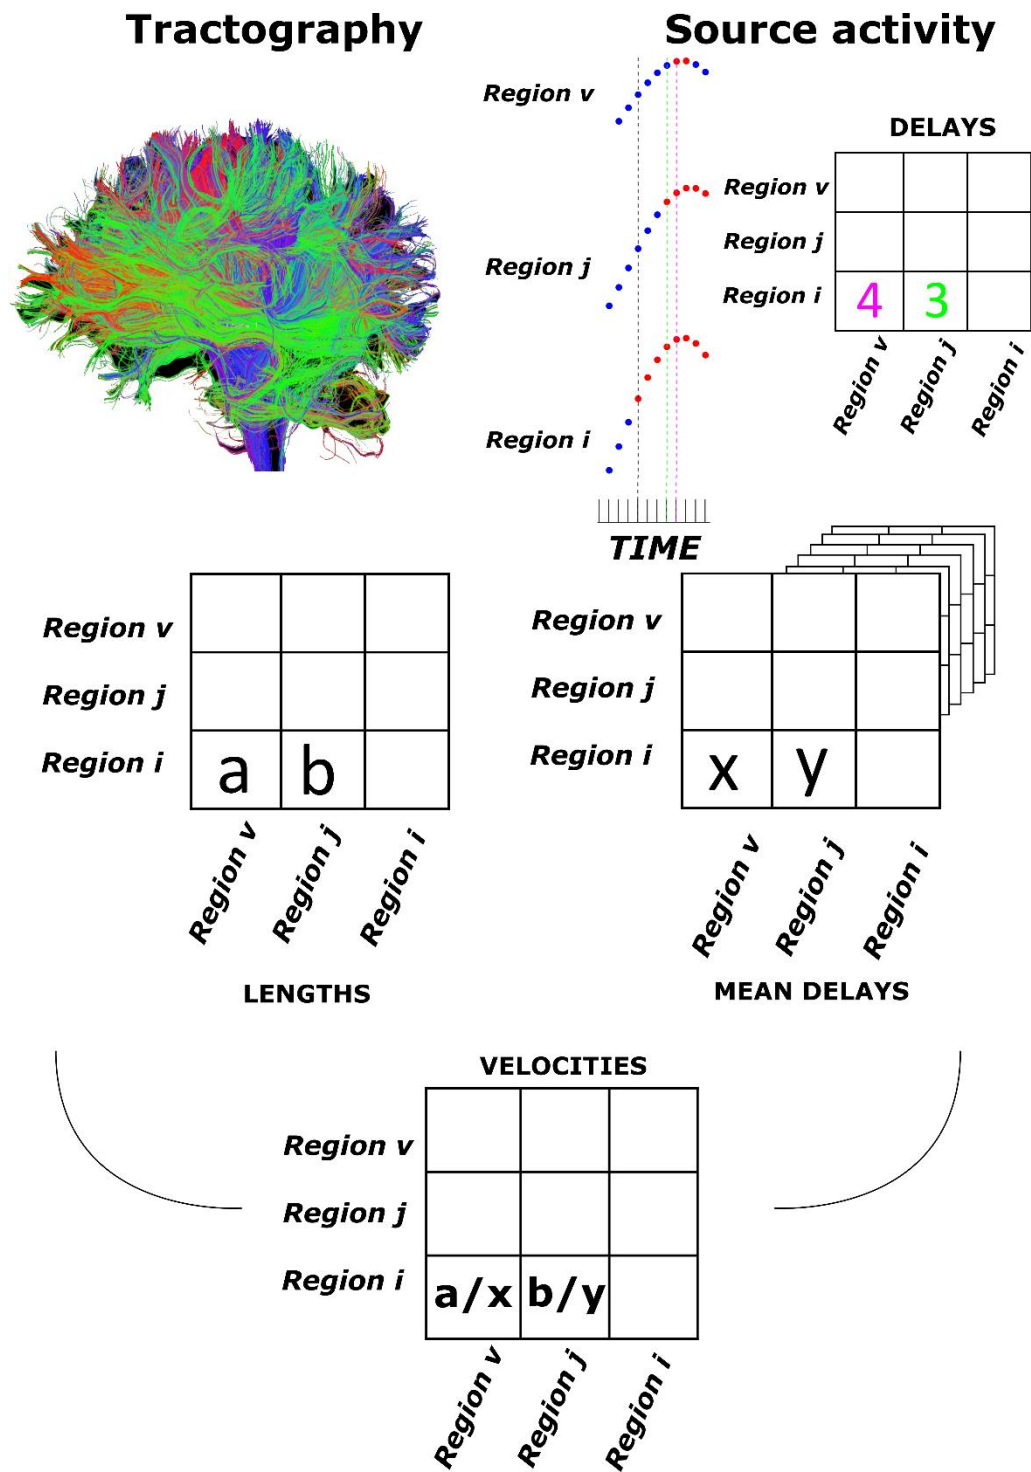 Tractography
Source activity
Region v
Region j
Region i
TIME
DELAYS
Region v
Region j
Region i
4 3
Region v
Region j
Region i
Region v
Region j
Region i
a b
Region v
Region j
Region i
LENGTHS
Region v
Region j
Region i
x y
Region v
Region j
Region i
MEAN DELAYS
VELOCITIES
Region v
Region j
Region i
a/x b/y
Region v
Region j
Region i